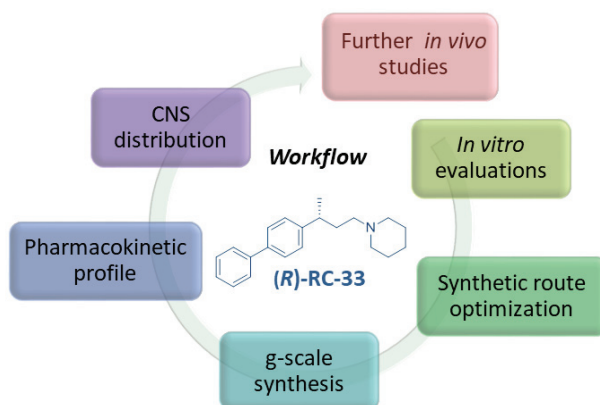 Further in vivo
studies
CNS
distribution
Workflow
In vitro
evaluations
N
Pharmacokinetic
profile
(R)-RC-33
Synthetic route
optimization
g-scale
synthesis